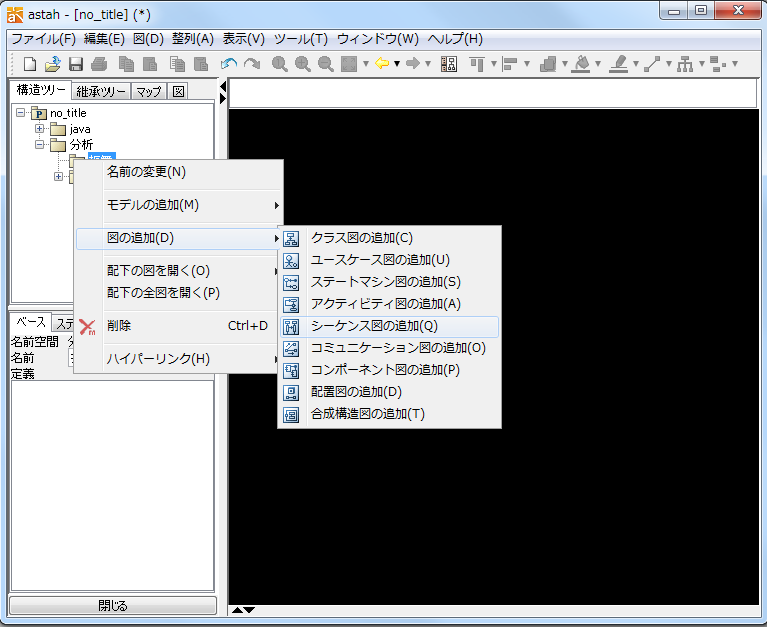 astah - [no_title] (*)
ファイル(F) 編集(E) 図(D) 整列(A) 表示(V) ツール(T) ウィンドウ(W) ヘルプ(H)
構造ツリー 継承ツリー マップ 図
no_title
java
分析
名前の変更(N)
モデルの追加(M)
図の追加(D)
配下の図を開く(O)
配下の全図を開く(P)
削除 Ctrl+D
ハイパーリンク(H)
クラス図の追加(C)
ユースケース図の追加(U)
ステートマシン図の追加(S)
アクティビティ図の追加(A)
シーケンス図の追加(Q)
コミュニケーション図の追加(O)
コンポーネント図の追加(P)
配置図の追加(D)
合成構造図の追加(T)
ベース ステ
名前空間
名前
定義
閉じる